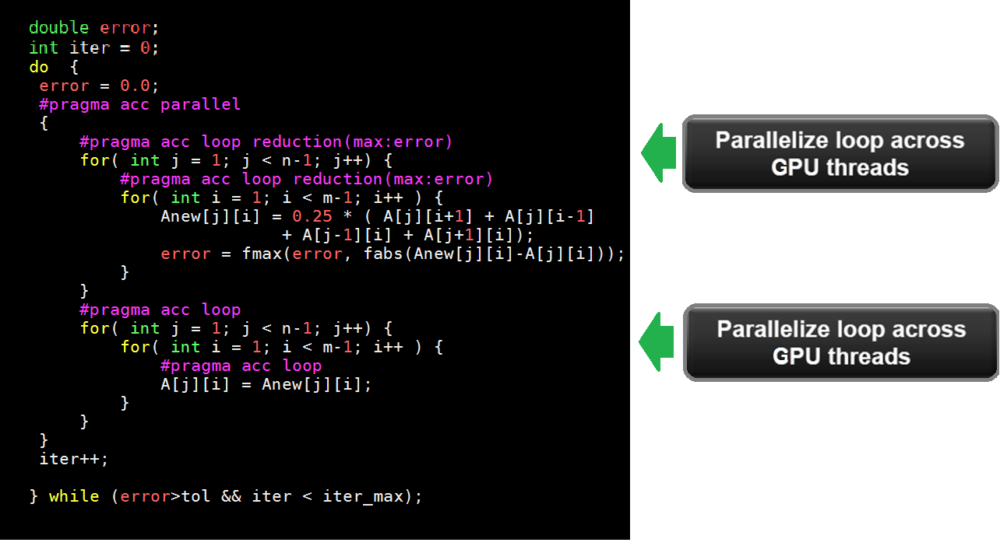 double error;
int iter = 0;
do  {
 error = 0.0;
 #pragma acc parallel
 {
     #pragma acc loop reduction(max:error)
     for( int j = 1; j < n-1; j++) {
         #pragma acc loop reduction(max:error)
         for( int i = 1; i < m-1; i++ ) {
             Anew[j][i] = 0.25 * ( A[j][i+1] + A[j][i-1]
                         + A[j-1][i] + A[j+1][i]);
             error = fmax(error, fabs(Anew[j][i]-A[j][i]));
         }
     }
     #pragma acc loop
     for( int j = 1; j < n-1; j++) {
         for( int i = 1; i < m-1; i++ ) {
             #pragma acc loop
             A[j][i] = Anew[j][i];
         }
     }
 }
 iter++;
} while (error>tol && iter < iter_max);
Parallelize loop across
GPU threads
Parallelize loop across
GPU threads